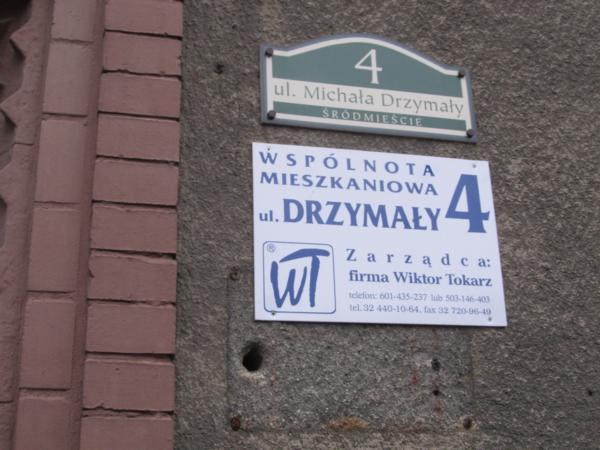 4
ul. Michała Drzymały
ŚRÓDMIEŚCIE
WSPÓLNOTA
MIESZKANIOWA
ul. DRZYMAŁY 4
® WT
Zarządca:
firma Wiktor Tokarz
telefon: 601-435-237 lub 503-146-403
tel. 32 440-10-64, fax 32 720-96-49